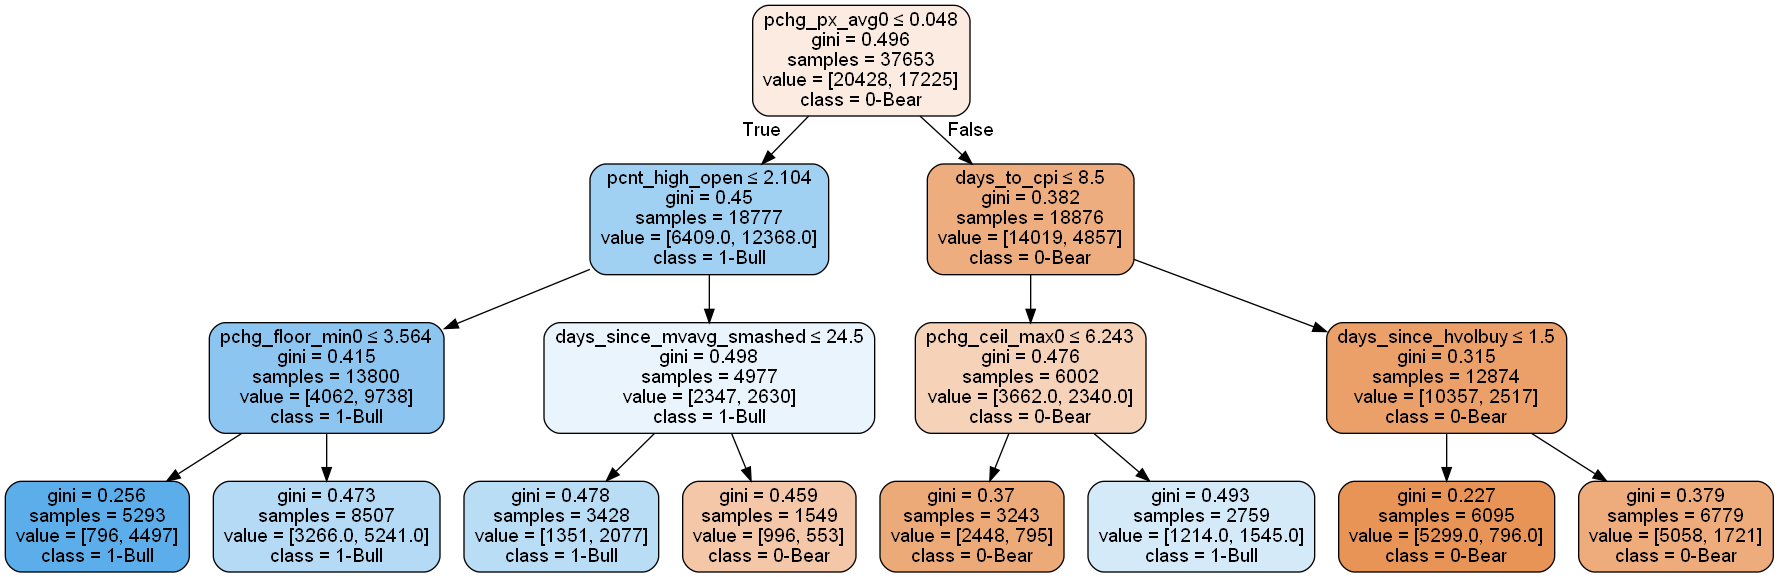 pchg_px_avg0 ≤ 0.048
gini = 0.496
samples = 37653
value = [20428, 17225]
class = 0-Bear
True
False
pcnt_high_open ≤ 2.104
gini = 0.45
samples = 18777
value = [6409.0, 12368.0]
class = 1-Bull
days_to_cpi ≤ 8.5
gini = 0.382
samples = 18876
value = [14019, 4857]
class = 0-Bear
pchg_floor_min0 ≤ 3.564
gini = 0.415
samples = 13800
value = [4062, 9738]
class = 1-Bull
days_since_mvavg_smashed ≤ 24.5
gini = 0.498
samples = 4977
value = [2347, 2630]
class = 1-Bull
pchg_ceil_max0 ≤ 6.243
gini = 0.476
samples = 6002
value = [3662.0, 2340.0]
class = 0-Bear
days_since_hvolbuy ≤ 1.5
gini = 0.315
samples = 12874
value = [10357, 2517]
class = 0-Bear
gini = 0.256
samples = 5293
value = [796, 4497]
class = 1-Bull
gini = 0.473
samples = 8507
value = [3266.0, 5241.0]
class = 1-Bull
gini = 0.478
samples = 3428
value = [1351, 2077]
class = 1-Bull
gini = 0.459
samples = 1549
value = [996, 553]
class = 0-Bear
gini = 0.37
samples = 3243
value = [2448, 795]
class = 0-Bear
gini = 0.493
samples = 2759
value = [1214.0, 1545.0]
class = 1-Bull
gini = 0.227
samples = 6095
value = [5299.0, 796.0]
class = 0-Bear
gini = 0.379
samples = 6779
value = [5058, 1721]
class = 0-Bear